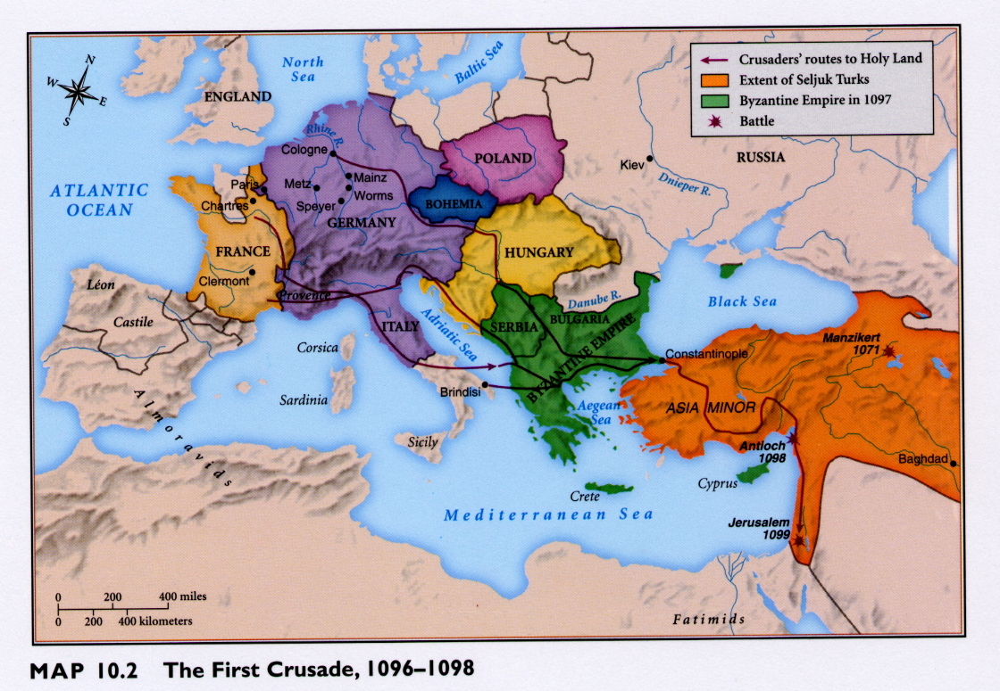 Crusaders' routes to Holy Land
Extent of Seljuk Turks
Byzantine Empire in 1097
Battle
N
W
E
S
North
Sea
Baltic Sea
ENGLAND
Rhine R.
Cologne
POLAND
Kiev
RUSSIA
Dnieper R.
ATLANTIC
OCEAN
Paris
Metz
Mainz
Worms
Chartres
Speyer
BOHEMIA
GERMANY
FRANCE
HUNGARY
Clermont
Léon
Provence
Danube R.
Black Sea
Castile
ITALY
Adriatic Sea
SERBIA
BULGARIA
BYZANTINE EMPIRE
Manzikert
1071
Corsica
Constantinople
Sardinia
Brindisi
Aegean
Sea
ASIA MINOR
Almoravids
Sicily
Antioch
1098
Baghdad
Crete
Cyprus
Mediterranean Sea
Jerusalem
1099
0 200 400 miles
0 200 400 kilometers
Fatimids
MAP 10.2 The First Crusade, 1096–1098